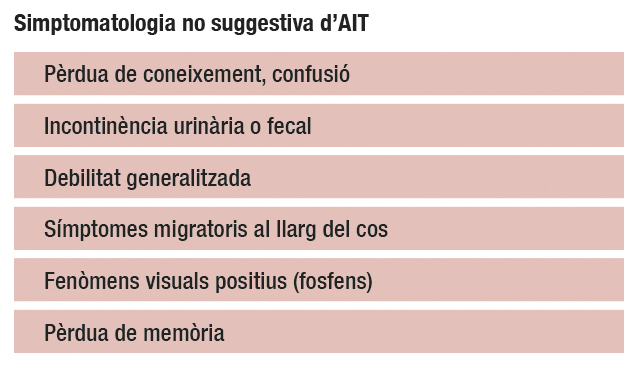 Simptomatologia no suggestiva d’AIT
Pèrdua de coneixement, confusió
Incontinència urinària o fecal
Debilitat generalitzada
Símptomes migratoris al llarg del cos
Fenòmens visuals positius (fosfens)
Pèrdua de memòria